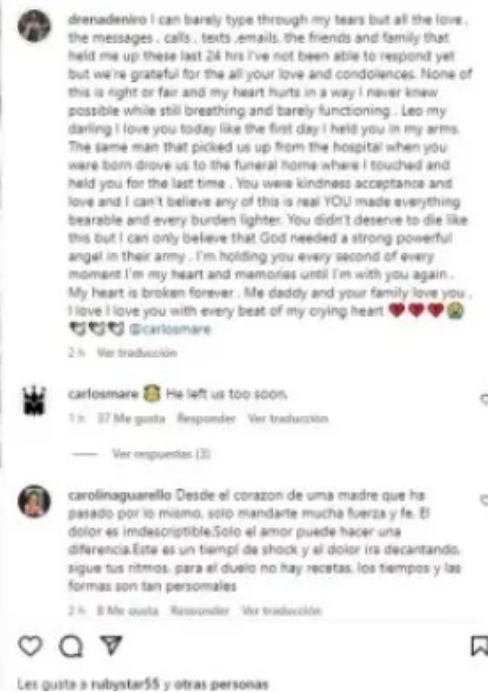 drenadeniro I can barely type through my tears but all the love ,
the messages , calls , texts ,emails, the friends and family that
held me up these last 24 hrs I've not been able to respond yet
but we're grateful for the all your love and condolences. None of
this is right or fair and my heart hurts in a way I never knew
possible while still breathing and barely functioning . Leo my
darling I love you today like the first day I held you in my arms.
The same man that picked us up from the hospital when you
were born drove us to the funeral home where I touched and
held you for the last time . You were kindness acceptance and
love and I can't believe any of this is real YOU made everything
bearable and every burden lighter. You didn't deserve to die like
this but I can only believe that God needed a strong powerful
angel in their army . I'm holding you every second of every
moment I'm my heart and memories until I'm with you again .
My heart is broken forever . Me daddy and your family love you .
I love I love you with every beat of my crying heart ❤️❤️❤️😭
🕊🕊🕊 @carlosmare
2 h Ver traducción
carlosmare 😇 He left us too soon.
1 h 37 Me gusta Responder Ver traducción
Ver respuestas (3)
carolinaguarello Desde el corazon de uma madre que ha
pasado por lo mismo, solo mandarte mucha fuerza y fe. El
dolor es imdescriptible.Solo el amor puede hacer una
diferencia.Este es un tiempl de shock y el dolor ira decantando,
sigue tus ritmos, para el duelo no hay recetas, los tiempos y las
formas son tan personales
2 h 8 Me gusta Responder Ver traducción
Les gusta a rubystar55 y otras personas